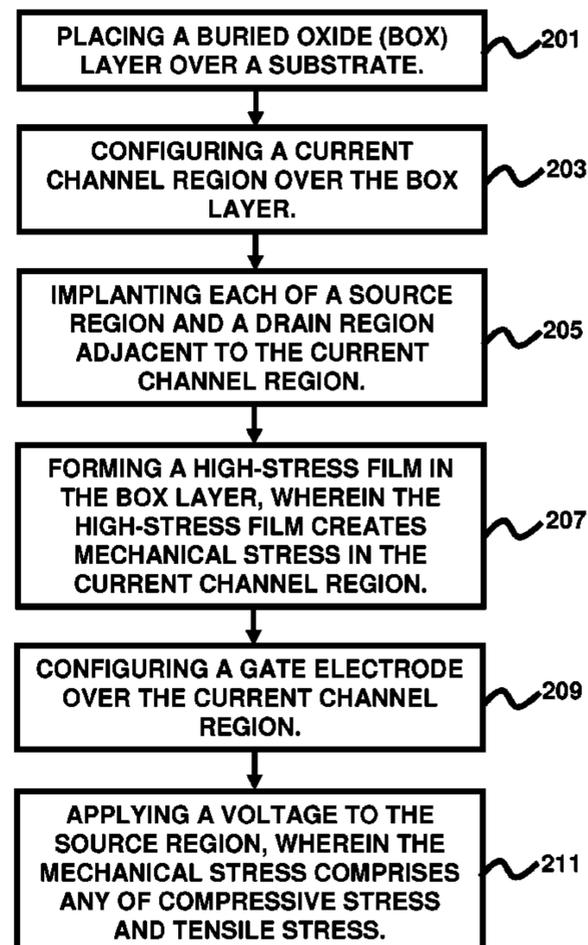 PLACING A BURIED OXIDE (BOX)
LAYER OVER A SUBSTRATE.
201
CONFIGURING A CURRENT
CHANNEL REGION OVER THE BOX
LAYER.
203
IMPLANTING EACH OF A SOURCE
REGION AND A DRAIN REGION
ADJACENT TO THE CURRENT
CHANNEL REGION.
205
FORMING A HIGH-STRESS FILM IN
THE BOX LAYER, WHEREIN THE
HIGH-STRESS FILM CREATES
MECHANICAL STRESS IN THE
CURRENT CHANNEL REGION.
207
CONFIGURING A GATE ELECTRODE
OVER THE CURRENT CHANNEL
REGION.
209
APPLYING A VOLTAGE TO THE
SOURCE REGION, WHEREIN THE
MECHANICAL STRESS COMPRISES
ANY OF COMPRESSIVE STRESS
AND TENSILE STRESS.
211